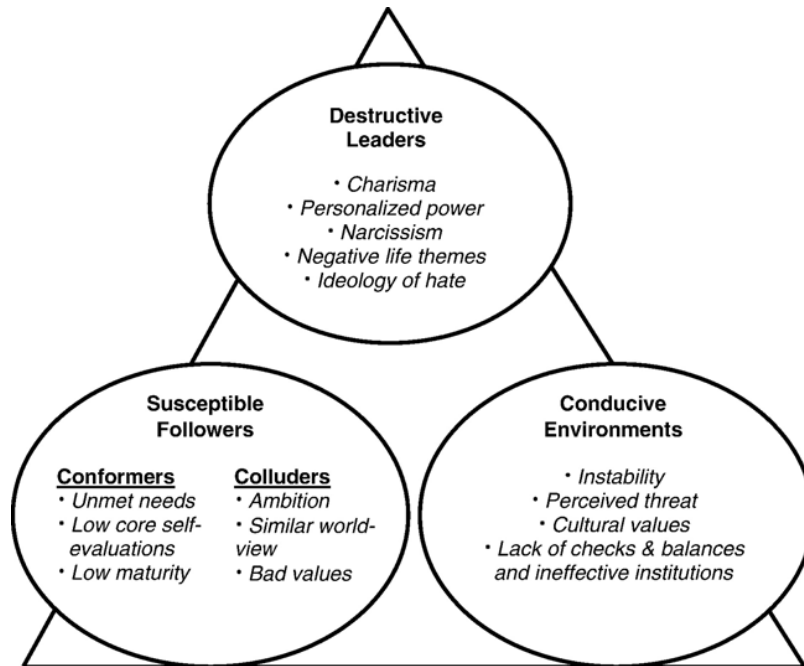 Destructive
Leaders
• Charisma
• Personalized power
• Narcissism
• Negative life themes
• Ideology of hate
Susceptible
Followers
Conformers
• Unmet needs
• Low core self-
evaluations
• Low maturity
Colluders
• Ambition
• Similar world-
view
• Bad values
Conducive
Environments
• Instability
• Perceived threat
• Cultural values
• Lack of checks & balances
and ineffective institutions